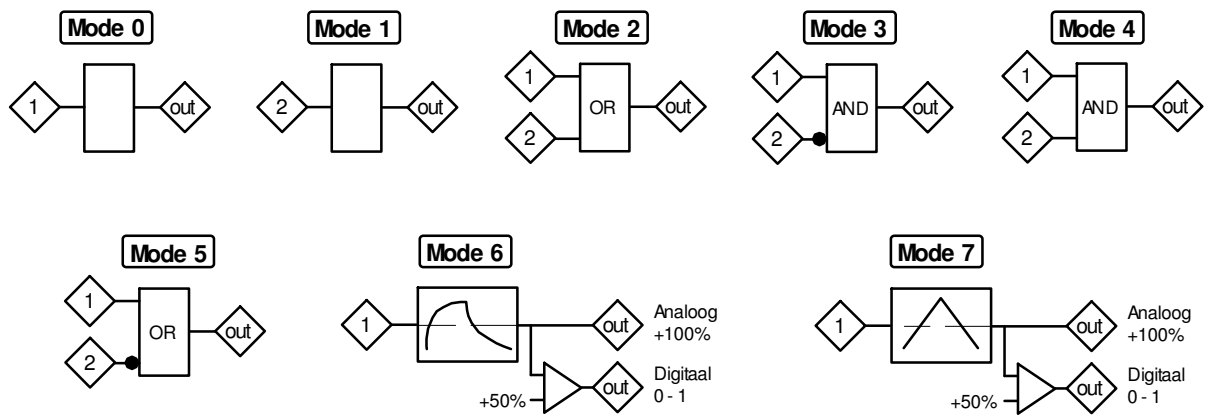 Mode 0
1
out
Mode 1
2
out
Mode 2
1
2
OR
out
Mode 3
1
2
AND
out
Mode 4
1
2
AND
out
Mode 5
1
2
OR
out
Mode 6
1
out
Analoog
+100%
+50%
out
Digitaal
0 - 1
Mode 7
1
out
Analoog
+100%
+50%
out
Digitaal
0 - 1